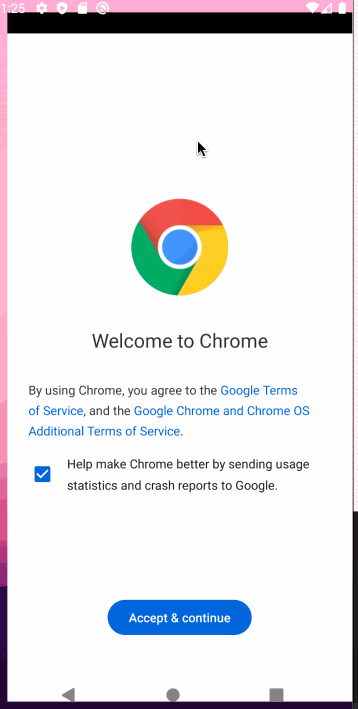 1:25
Welcome to Chrome
By using Chrome, you agree to the Google Terms
of Service, and the Google Chrome and Chrome OS
Additional Terms of Service.
Help make Chrome better by sending usage
statistics and crash reports to Google.
Accept & continue